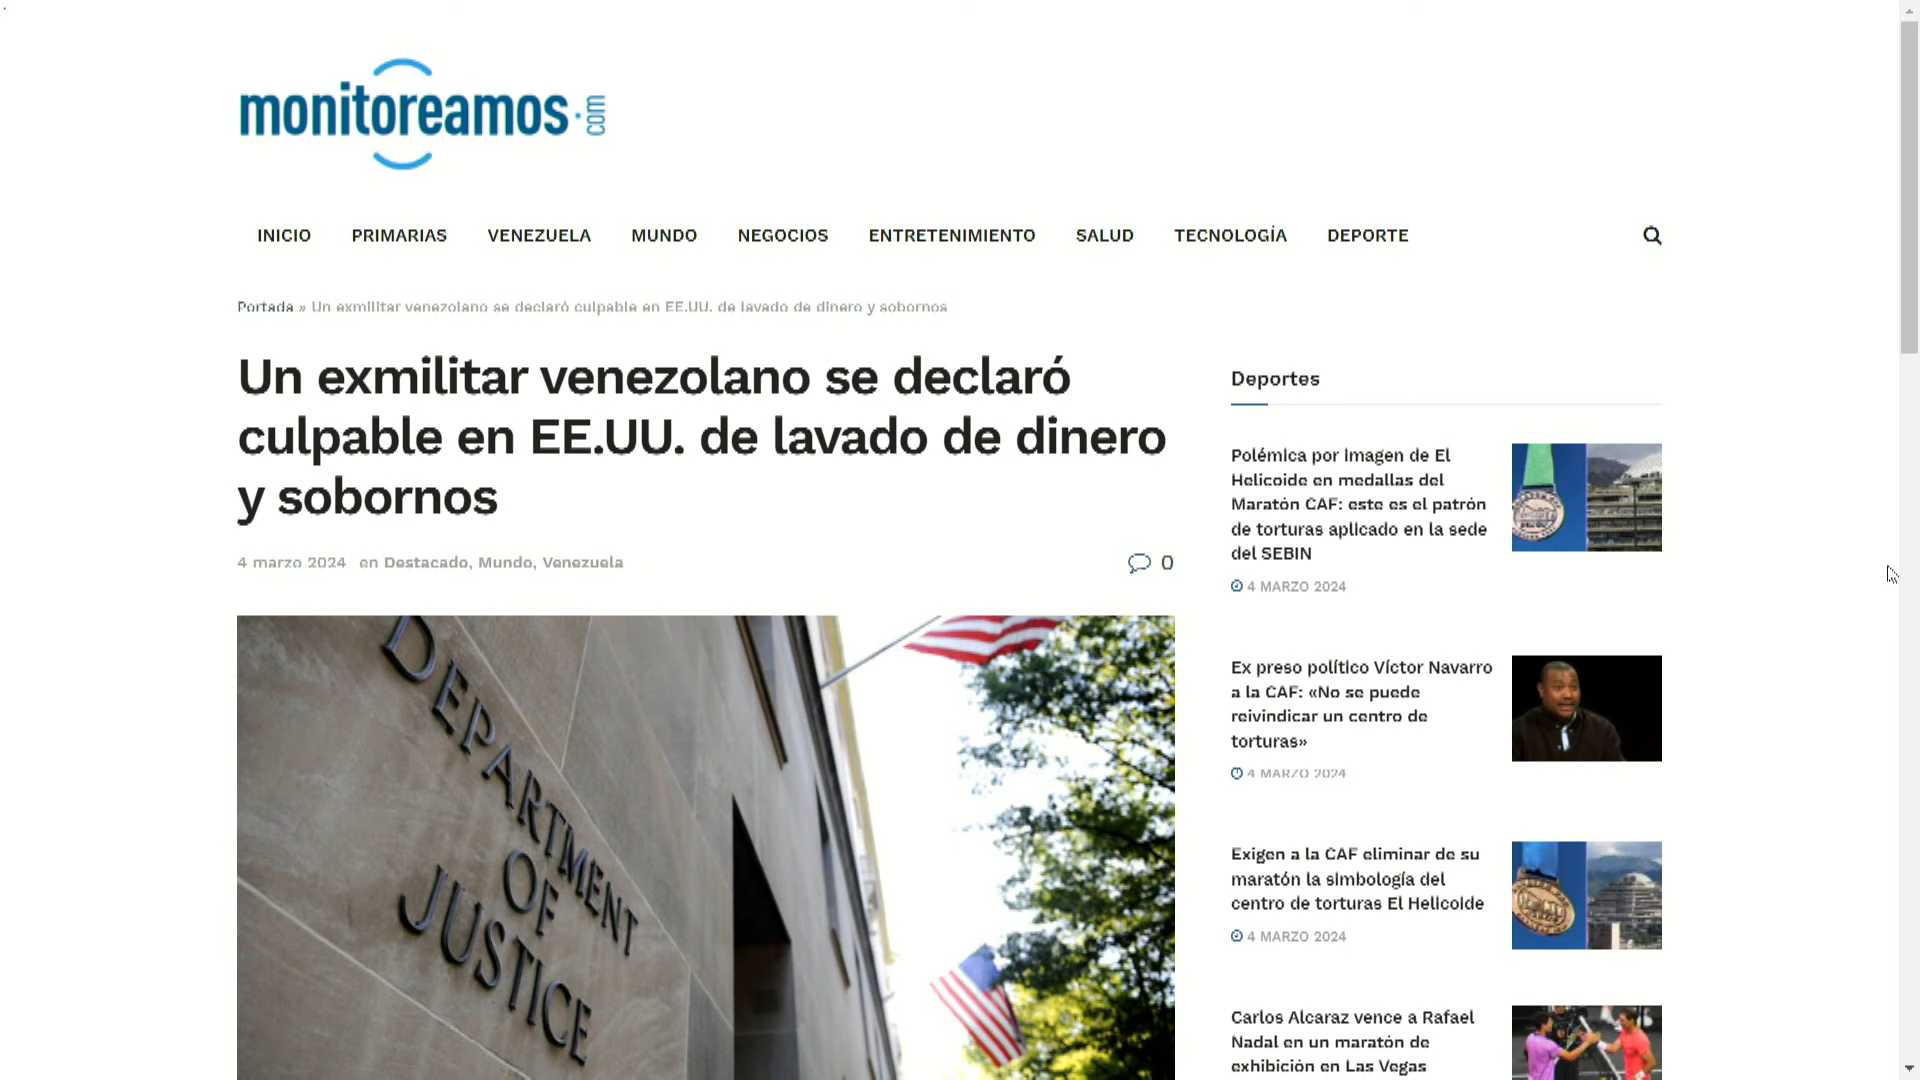 monitoreamos.com
INICIO PRIMARIAS VENEZUELA MUNDO NEGOCIOS ENTRETENIMIENTO SALUD TECNOLOGÍA DEPORTE
Portada » Un exmilitar venezolano se declaró culpable en EE.UU. de lavado de dinero y sobornos
Un exmilitar venezolano se declaró
culpable en EE.UU. de lavado de dinero
y sobornos
4 marzo 2024 en Destacado, Mundo, Venezuela
0
DEPARTMENT
OF
JUSTICE
Deportes
Polémica por imagen de El
Helicoide en medallas del
Maratón CAF: este es el patrón
de torturas aplicado en la sede
del SEBIN
4 MARZO 2024
Ex preso político Víctor Navarro
a la CAF: «No se puede
reivindicar un centro de
torturas»
4 MARZO 2024
Exigen a la CAF eliminar de su
maratón la simbología del
centro de torturas El Helicoide
4 MARZO 2024
Carlos Alcaraz vence a Rafael
Nadal en un maratón de
exhibición en Las Vegas